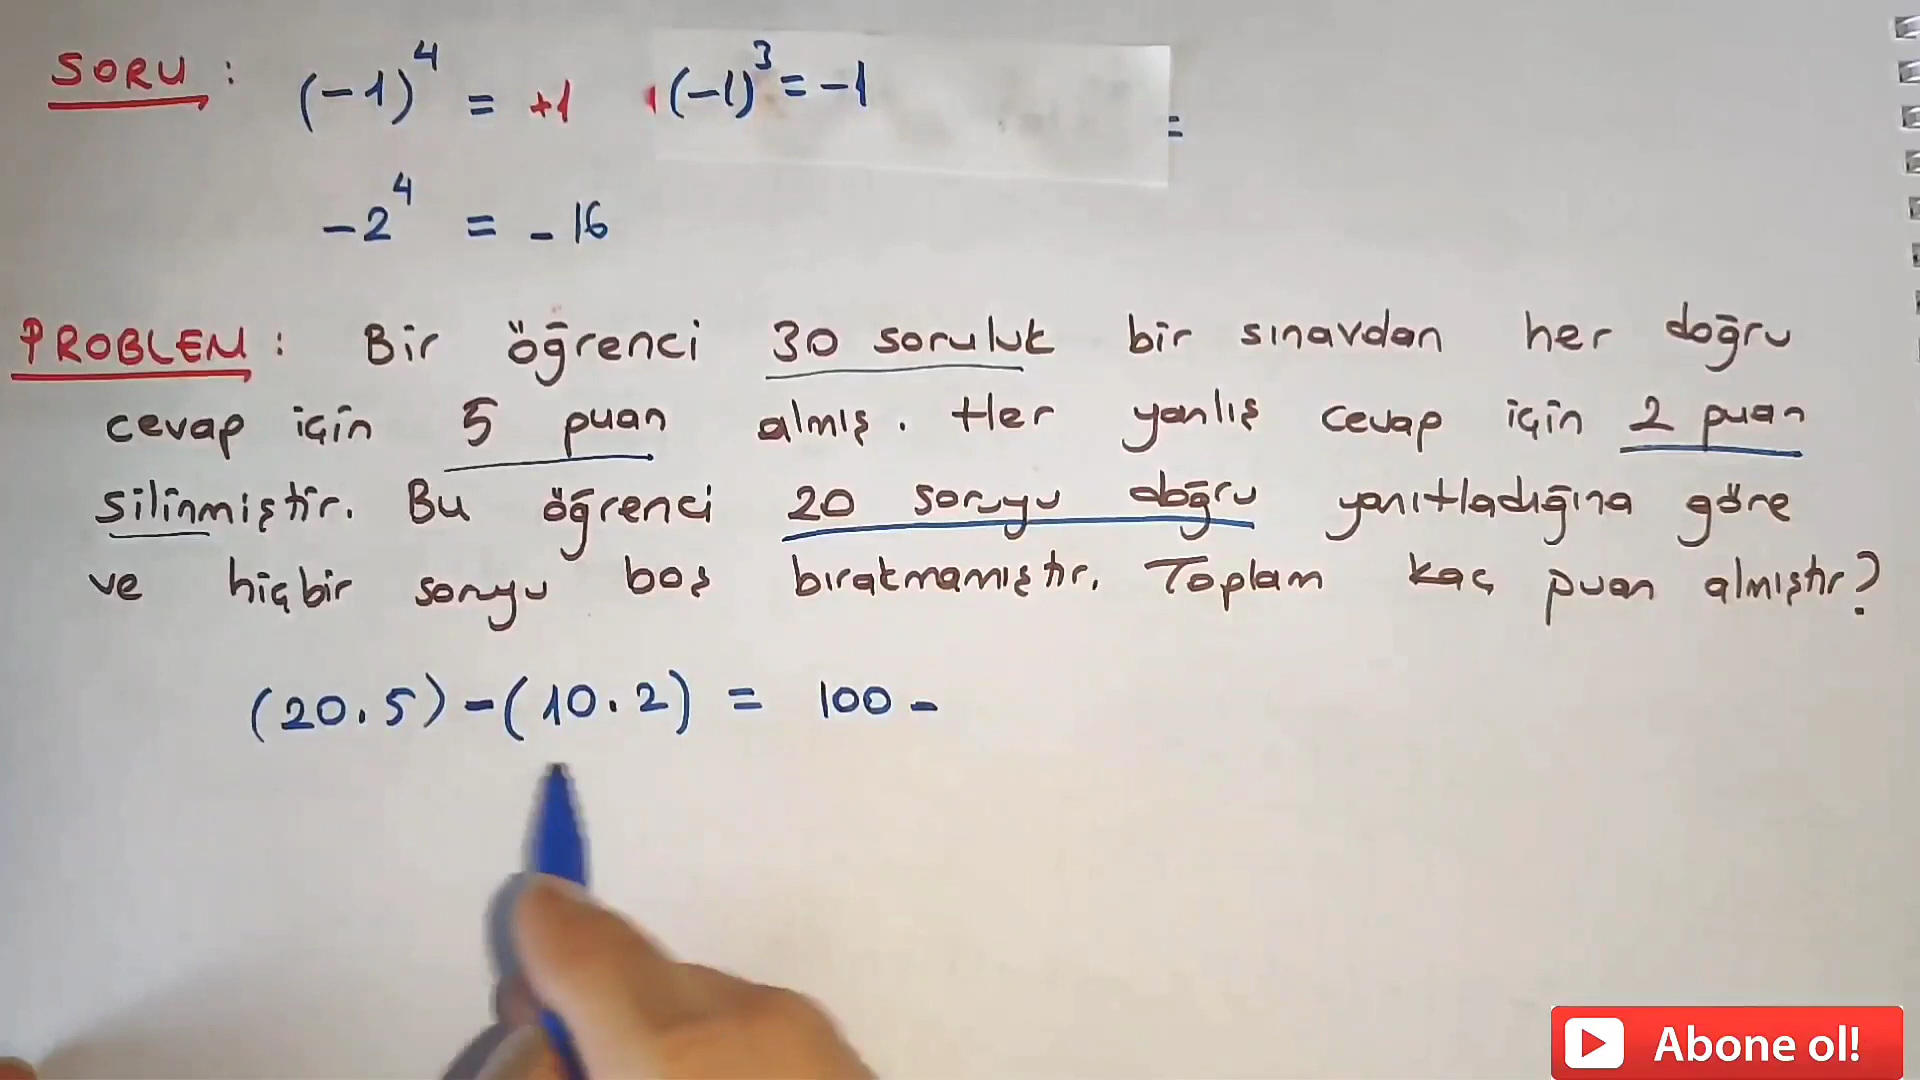 SORU : (-1)⁴ = +1 (-1)³ = -1 =
-2⁴ = -16
PROBLEM : Bir öğrenci 30 soruluk bir sınavdan her doğru
cevap için 5 puan almış. Her yanlış cevap için 2 puan
silinmiştir. Bu öğrenci 20 soruyu doğru yanıtladığına göre
ve hiçbir soruyu boş bırakmamıştır. Toplam kaç puan almıştır?
(20.5) - (10.2) = 100 -
Abone ol!